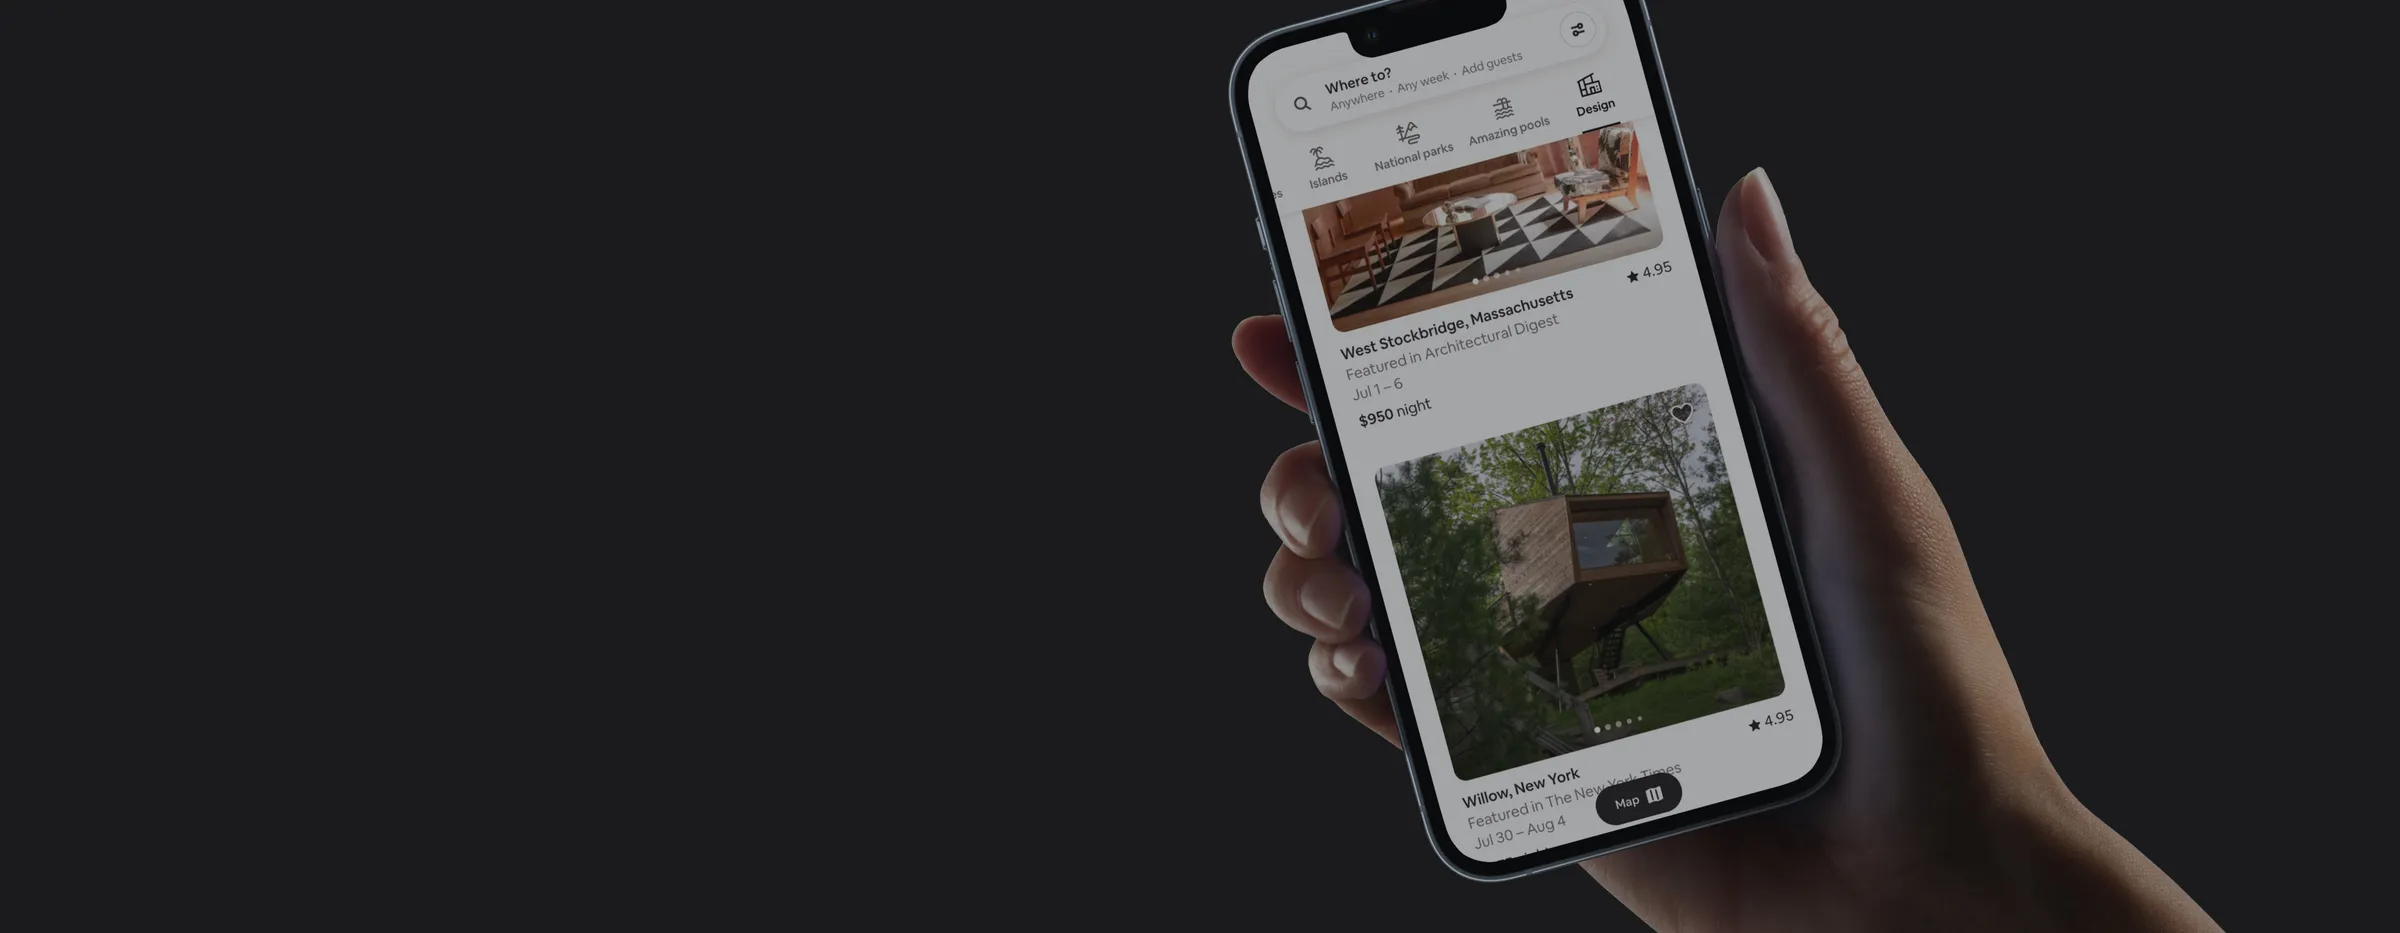 Where to?
Anywhere · Any week · Add guests
es
Islands
National parks
Amazing pools
Design
4.95
West Stockbridge, Massachusetts
Featured in Architectural Digest
Jul 1 – 6
$950 night
4.95
Willow, New York
Featured in The New York Times
Jul 30 – Aug 4
Map